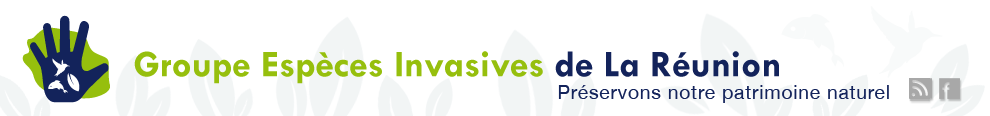 Groupe Espèces Invasives de La Réunion
Préservons notre patrimoine naturel